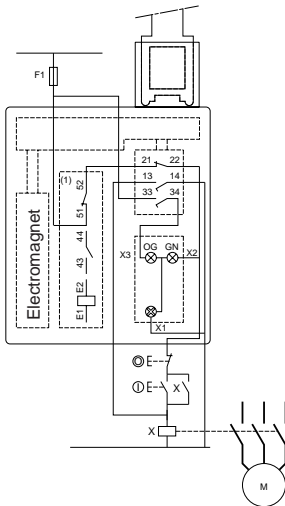 F1
(1)
52
51
44
43
E2
E1
Electromagnet
21 22
13 14
33 34
OG GN
X3
X2
X1
X
X
M